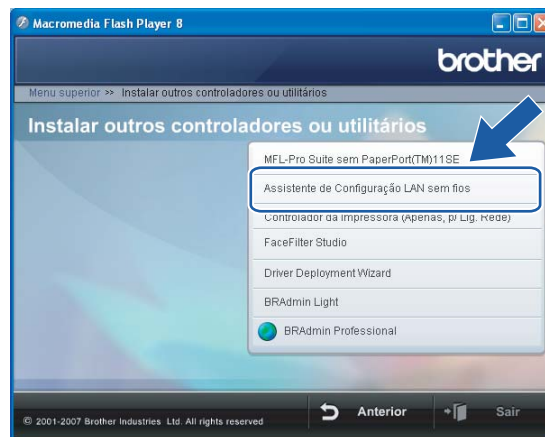 Macromedia Flash Player 8
brother
Menu superior >> Instalar outros controladores ou utilitários
Instalar outros controladores ou utilitários
MFL-Pro Suite sem PaperPort(TM)11SE
Assistente de Configuração LAN sem fios
Controlador da Impressora (Apenas, p/ Lig. Rede)
FaceFilter Studio
Driver Deployment Wizard
BRAdmin Light
BRAdmin Professional
© 2001-2007 Brother Industries Ltd. All rights reserved
Anterior
Sair